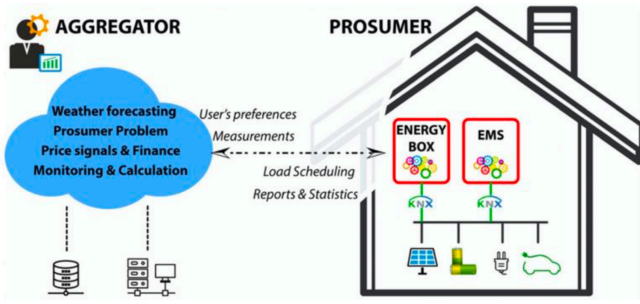 AGGREGATOR
PROSUMER
Weather forecasting
Prosumer Problem
Price signals & Finance
Monitoring & Calculation
User's preferences
Measurements
Load Scheduling
Reports & Statistics
ENERGY
BOX
EMS
KNX
KNX